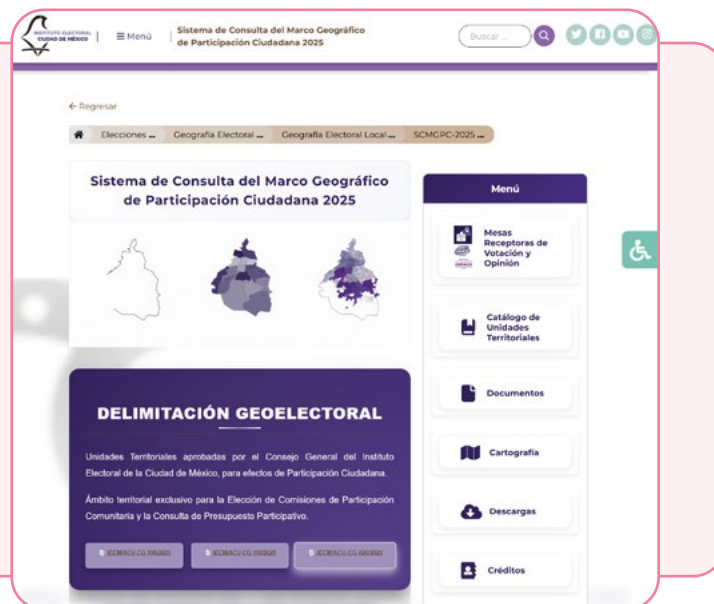 INSTITUTO ELECTORAL
CIUDAD DE MÉXICO
Menú
Sistema de Consulta del Marco Geográfico
de Participación Ciudadana 2025
Buscar ...
← Regresar
Elecciones ...
Geografía Electoral ...
Geografía Electoral Local ...
SCMGPC-2025 ...
Sistema de Consulta del Marco Geográfico
de Participación Ciudadana 2025
DELIMITACIÓN GEOELECTORAL
Unidades Territoriales aprobadas por el Consejo General del Instituto
Electoral de la Ciudad de México, para efectos de Participación Ciudadana.
Ámbito territorial exclusivo para la Elección de Comisiones de Participación
Comunitaria y la Consulta de Presupuesto Participativo.
Menú
Mesas
Receptoras de
Votación y
Opinión
Catálogo de
Unidades
Territoriales
Documentos
Cartografía
Descargas
Créditos